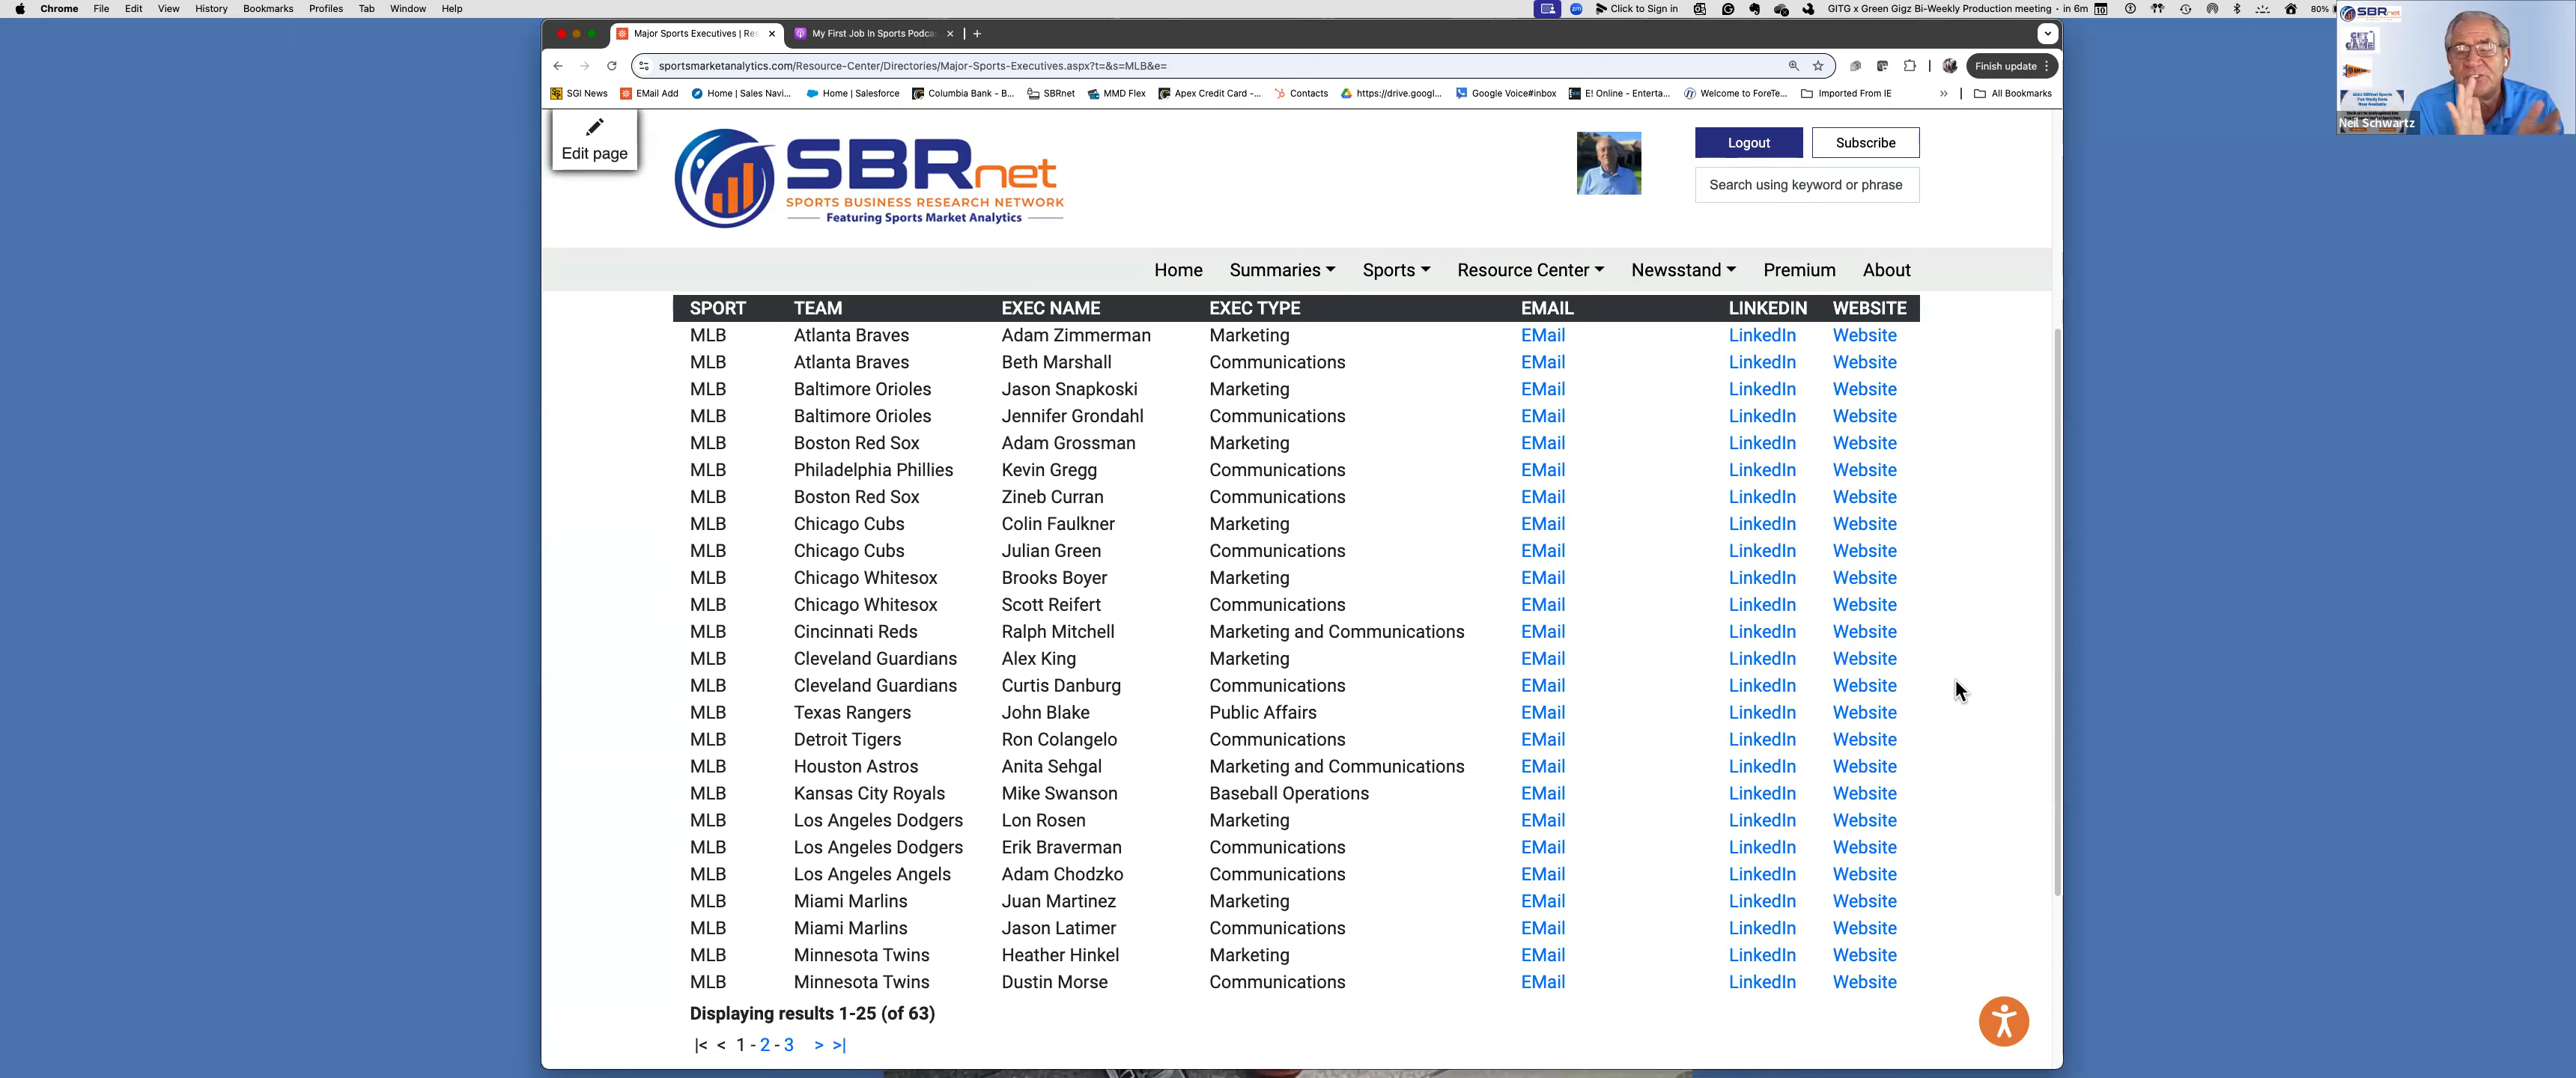 Chrome File Edit View History Bookmarks Profiles Tab Window Help
Click to Sign in
GITG x Green Gigz Bi-Weekly Production meeting • in 6m
10
80%
Major Sports Executives | Res
My First Job In Sports Podca
sportsmarketanalytics.com/Resource-Center/Directories/Major-Sports-Executives.aspx?t=&s=MLB&e=
Finish update
SGI News EMail Add Home | Sales Navi... Home | Salesforce Columbia Bank - B... SBRnet MMD Flex Apex Credit Card -... Contacts https://drive.googl... Google Voice#inbox E! Online - Enterta... Welcome to ForeTe... Imported From IE » All Bookmarks
SBRnet
Neil Schwartz
Edit page
SBRnet
SPORTS BUSINESS RESEARCH NETWORK
Featuring Sports Market Analytics
Logout Subscribe
Search using keyword or phrase
Home Summaries Sports Resource Center Newsstand Premium About
SPORT TEAM EXEC NAME EXEC TYPE EMAIL LINKEDIN WEBSITE
MLB Atlanta Braves Adam Zimmerman Marketing EMail LinkedIn Website
MLB Atlanta Braves Beth Marshall Communications EMail LinkedIn Website
MLB Baltimore Orioles Jason Snapkoski Marketing EMail LinkedIn Website
MLB Baltimore Orioles Jennifer Grondahl Communications EMail LinkedIn Website
MLB Boston Red Sox Adam Grossman Marketing EMail LinkedIn Website
MLB Philadelphia Phillies Kevin Gregg Communications EMail LinkedIn Website
MLB Boston Red Sox Zineb Curran Communications EMail LinkedIn Website
MLB Chicago Cubs Colin Faulkner Marketing EMail LinkedIn Website
MLB Chicago Cubs Julian Green Communications EMail LinkedIn Website
MLB Chicago Whitesox Brooks Boyer Marketing EMail LinkedIn Website
MLB Chicago Whitesox Scott Reifert Communications EMail LinkedIn Website
MLB Cincinnati Reds Ralph Mitchell Marketing and Communications EMail LinkedIn Website
MLB Cleveland Guardians Alex King Marketing EMail LinkedIn Website
MLB Cleveland Guardians Curtis Danburg Communications EMail LinkedIn Website
MLB Texas Rangers John Blake Public Affairs EMail LinkedIn Website
MLB Detroit Tigers Ron Colangelo Communications EMail LinkedIn Website
MLB Houston Astros Anita Sehgal Marketing and Communications EMail LinkedIn Website
MLB Kansas City Royals Mike Swanson Baseball Operations EMail LinkedIn Website
MLB Los Angeles Dodgers Lon Rosen Marketing EMail LinkedIn Website
MLB Los Angeles Dodgers Erik Braverman Communications EMail LinkedIn Website
MLB Los Angeles Angels Adam Chodzko Communications EMail LinkedIn Website
MLB Miami Marlins Juan Martinez Marketing EMail LinkedIn Website
MLB Miami Marlins Jason Latimer Communications EMail LinkedIn Website
MLB Minnesota Twins Heather Hinkel Marketing EMail LinkedIn Website
MLB Minnesota Twins Dustin Morse Communications EMail LinkedIn Website
Displaying results 1-25 (of 63)
|< < 1 - 2 - 3 > >|